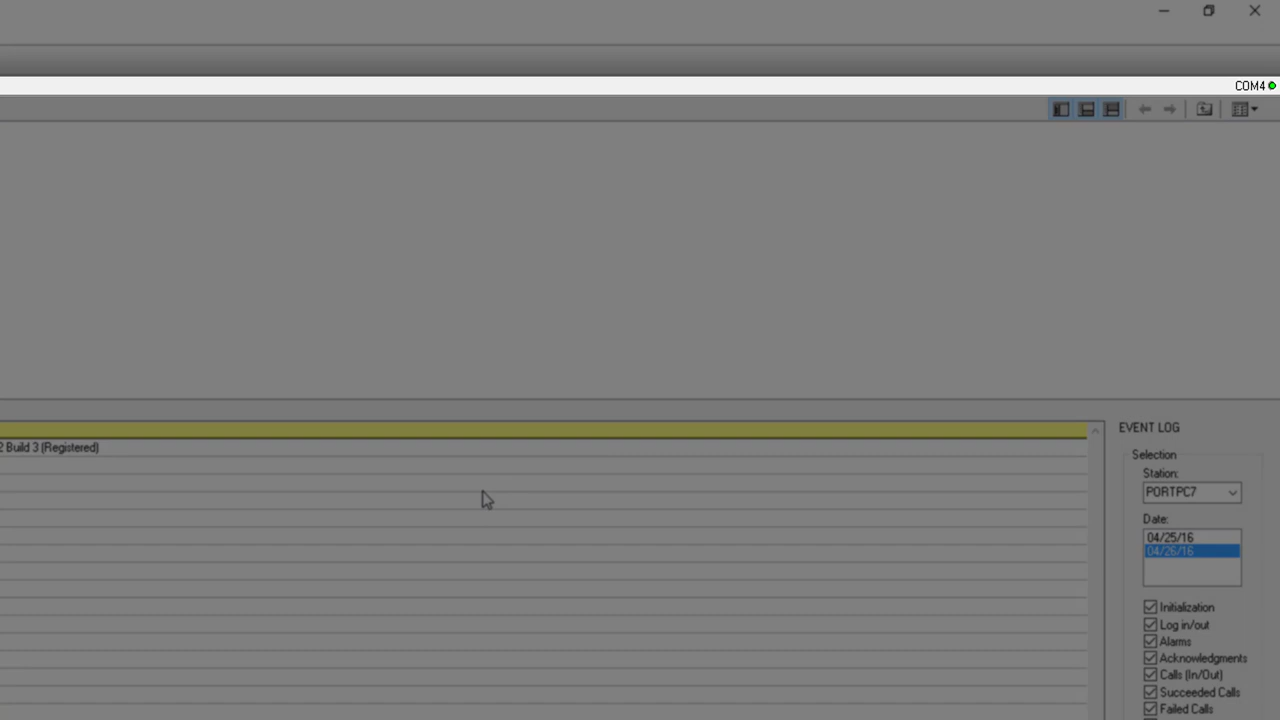 COM4
2 Build 3 (Registered)
EVENT LOG
Selection
Station:
PORTPC7
Date:
04/25/16
04/26/16
Initialization
Log in/out
Alarms
Acknowledgments
Calls (In/Out)
Succeeded Calls
Failed Calls